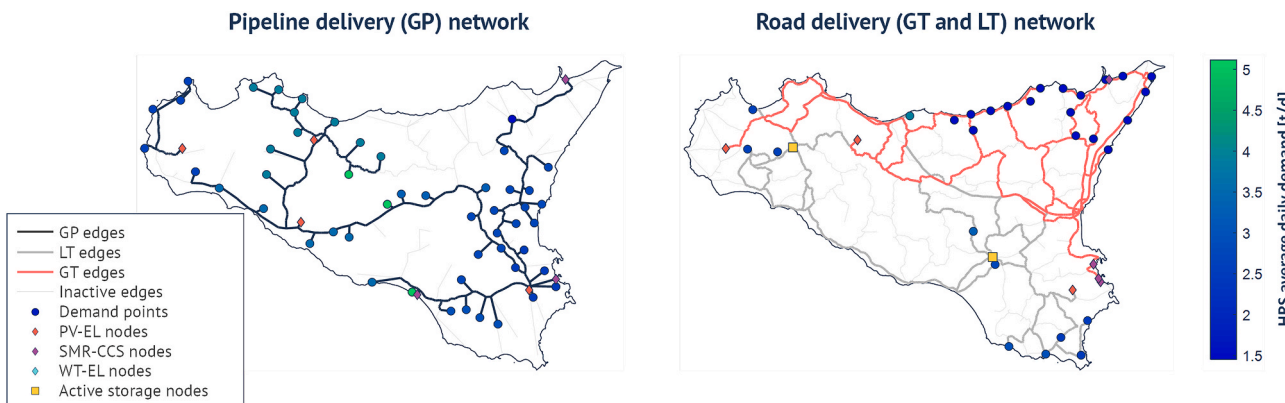 Pipeline delivery (GP) network
Road delivery (GT and LT) network
GP edges
LT edges
GT edges
Inactive edges
Demand points
PV-EL nodes
SMR-CCS nodes
WT-EL nodes
Active storage nodes
5
4.5
4
3.5
3
2.5
2
1.5
HRS average daily demand [t/d]